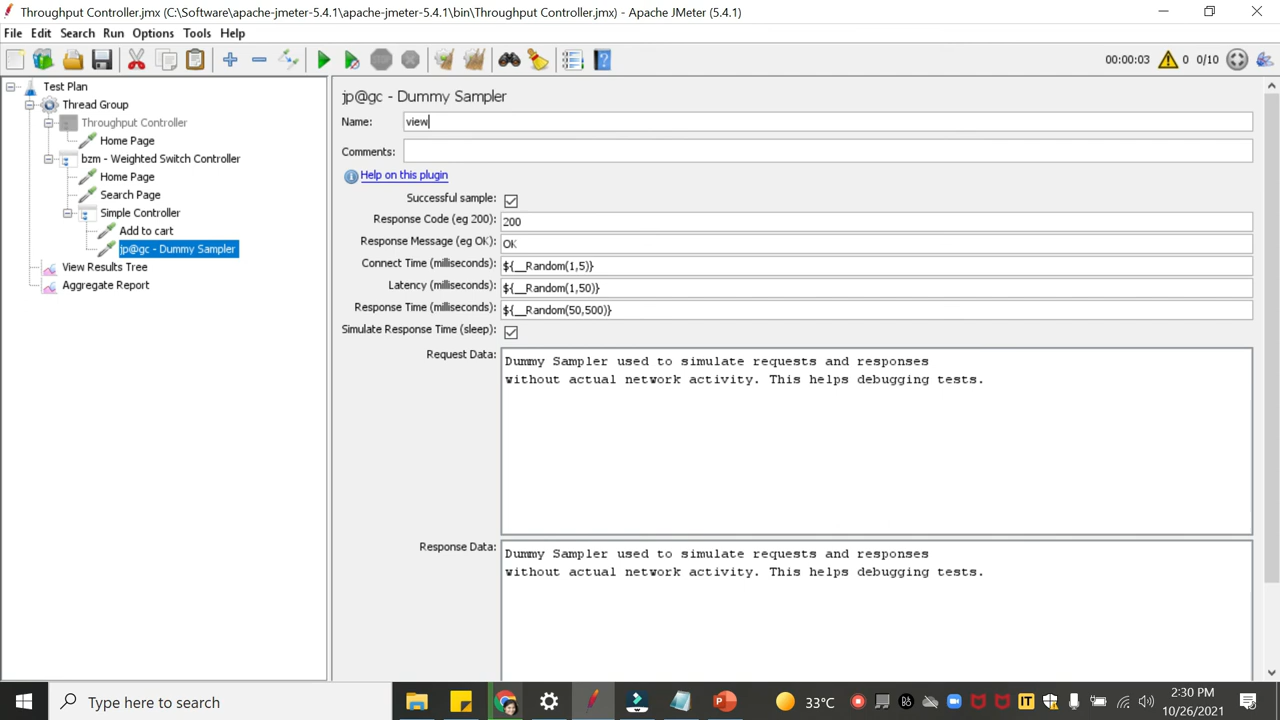 Throughput Controller.jmx (C:\Software\apache-jmeter-5.4.1\apache-jmeter-5.4.1\bin\Throughput Controller.jmx) - Apache JMeter (5.4.1)
File Edit Search Run Options Tools Help
00:00:03 0 0/10
Test Plan
Thread Group
Throughput Controller
Home Page
bzm - Weighted Switch Controller
Home Page
Search Page
Simple Controller
Add to cart
jp@gc - Dummy Sampler
View Results Tree
Aggregate Report
jp@gc - Dummy Sampler
Name: view
Comments:
Help on this plugin
Successful sample:
Response Code (eg 200): 200
Response Message (eg OK): OK
Connect Time (milliseconds): ${__Random(1,5)}
Latency (milliseconds): ${__Random(1,50)}
Response Time (milliseconds): ${__Random(50,500)}
Simulate Response Time (sleep):
Request Data: Dummy Sampler used to simulate requests and responses
without actual network activity. This helps debugging tests.
Response Data: Dummy Sampler used to simulate requests and responses
without actual network activity. This helps debugging tests.
Type here to search
33°C
IT
2:30 PM
10/26/2021